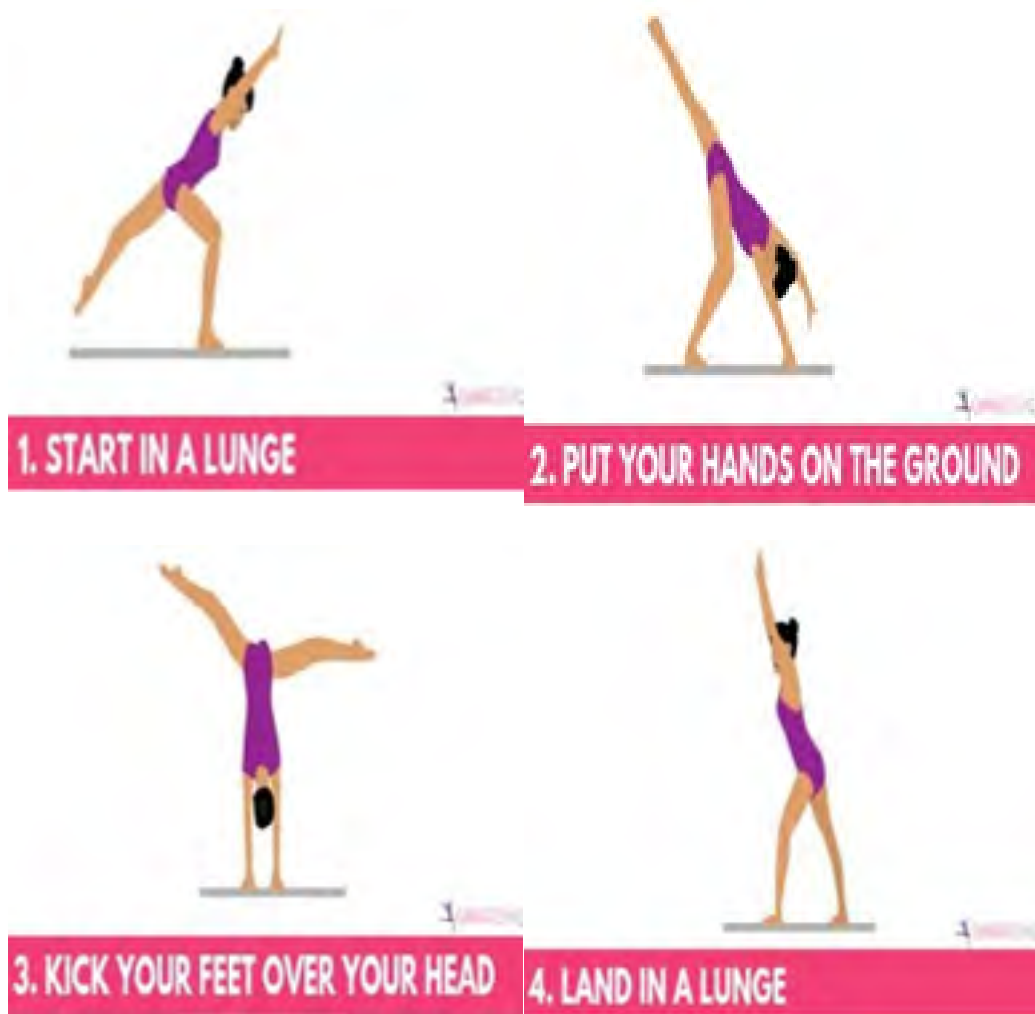 1. START IN A LUNGE
2. PUT YOUR HANDS ON THE GROUND
3. KICK YOUR FEET OVER YOUR HEAD
4. LAND IN A LUNGE